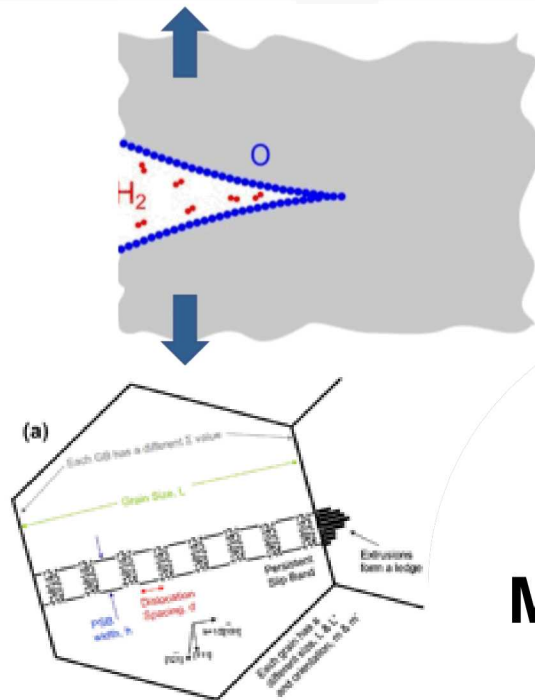 O
H₂
(a)
Each GB has a different Σ value
Grain Size, L
Persistent
Slip Band
Extrusions
form a ledge
PSB
width, h
Dislocation
Spacing, d
Each grain has a
different size, L & L'
and orientation, m & m'
M